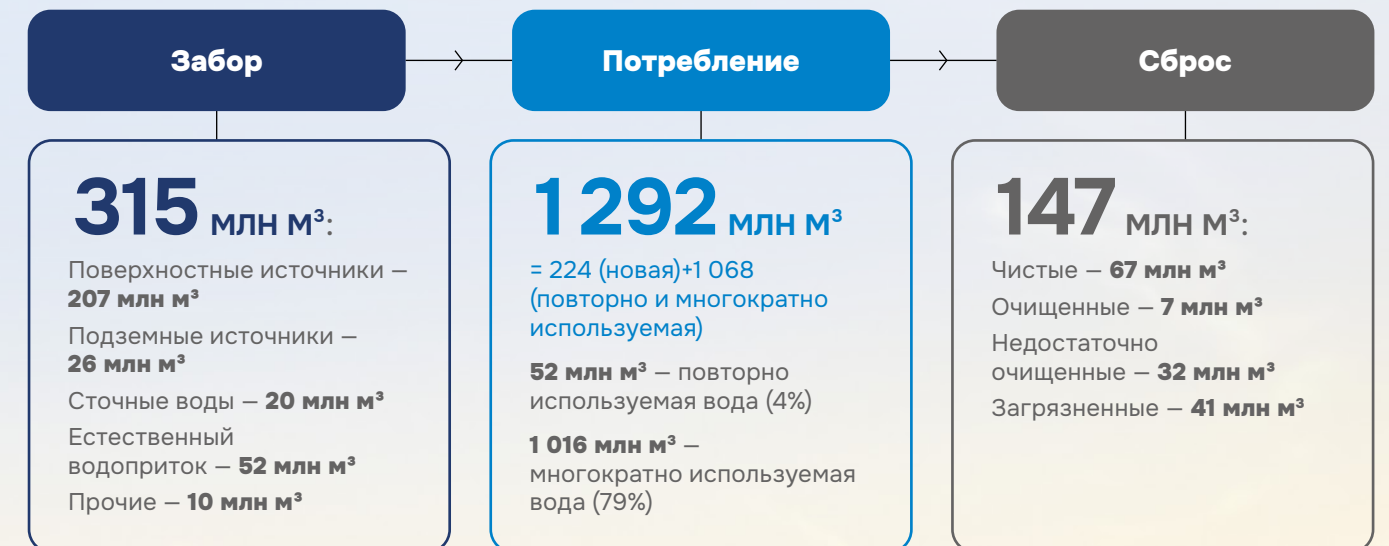 Забор
Потребление
Сброс
315 млн м³:
Поверхностные источники –
207 млн м³
Подземные источники –
26 млн м³
Сточные воды – 20 млн м³
Естественный
водоприток – 52 млн м³
Прочие – 10 млн м³
1 292 млн м³
= 224 (новая)+1 068
(повторно и многократно
используемая)
52 млн м³ – повторно
используемая вода (4%)
1 016 млн м³ –
многократно используемая
вода (79%)
147 млн м³:
Чистые – 67 млн м³
Очищенные – 7 млн м³
Недостаточно
очищенные – 32 млн м³
Загрязненные – 41 млн м³